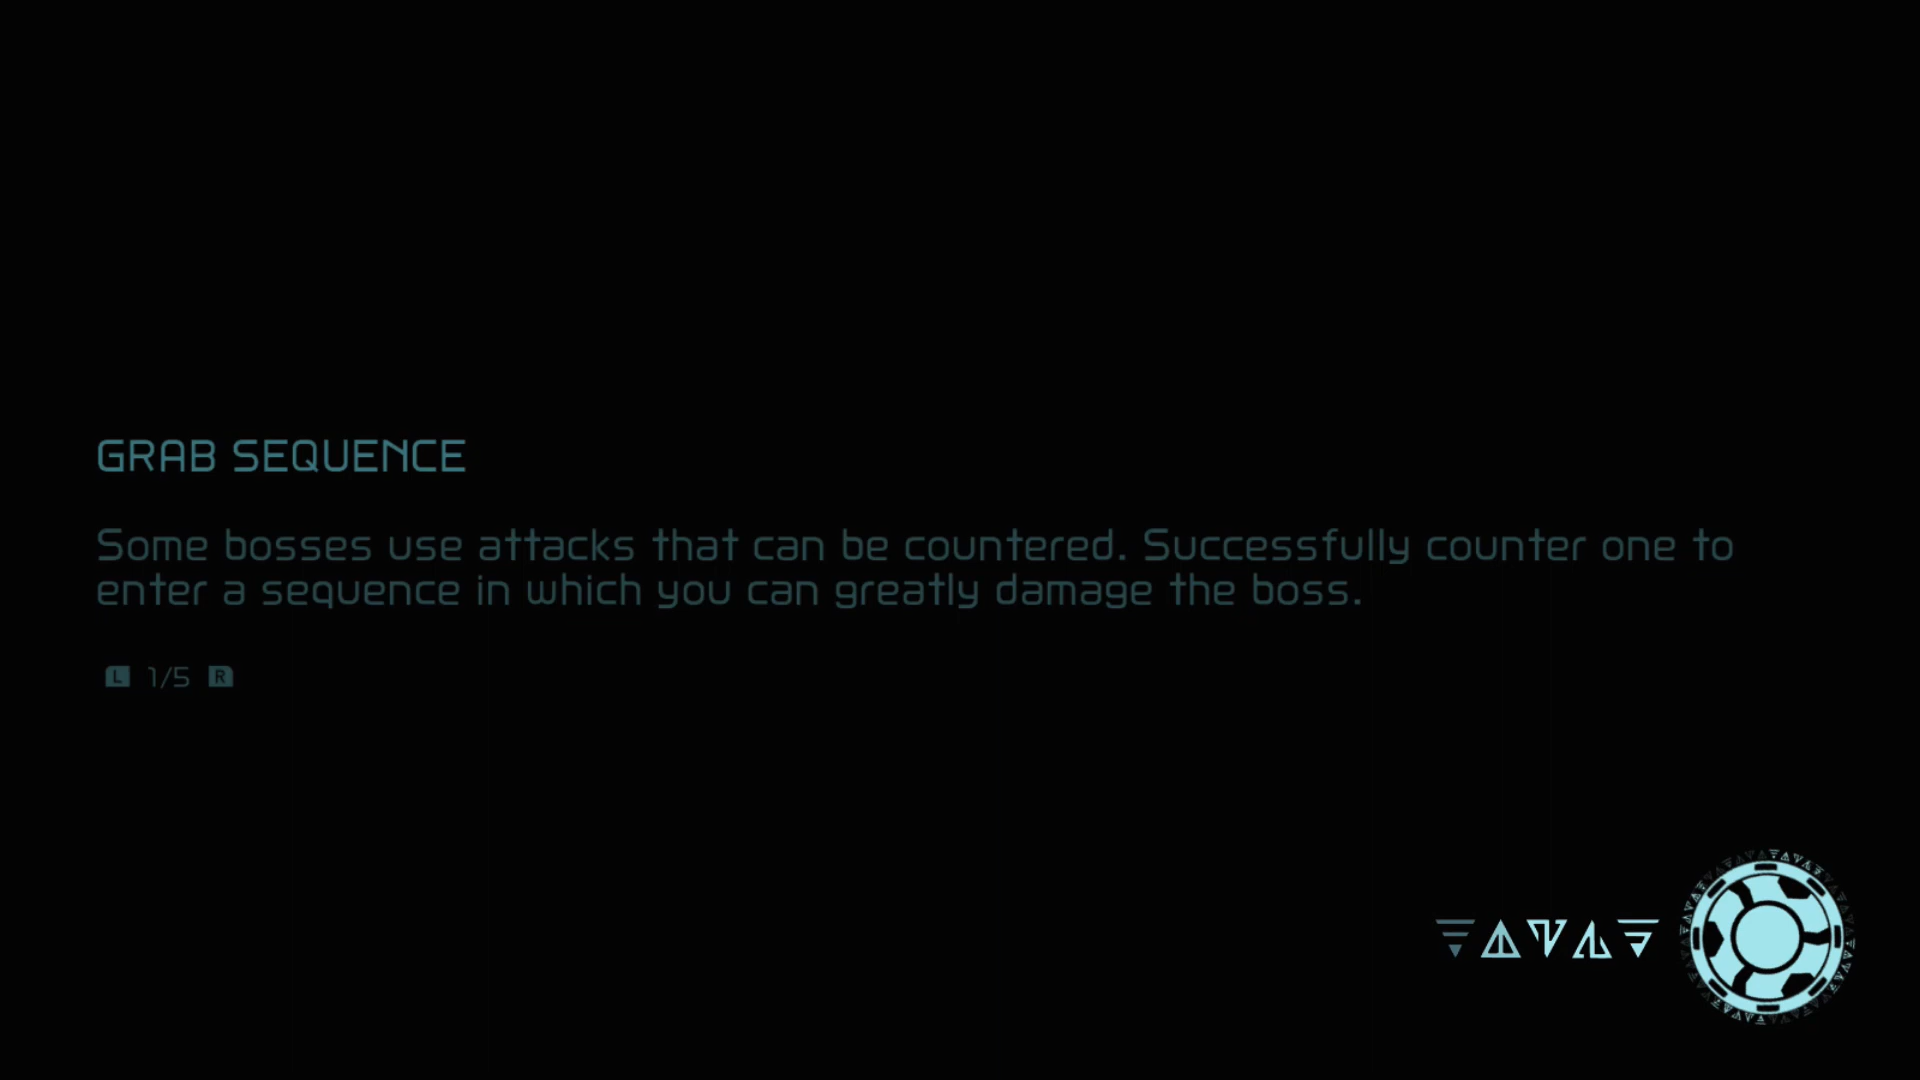 GRAB SEQUENCE
Some bosses use attacks that can be countered. Successfully counter one to
enter a sequence in which you can greatly damage the boss.
L 1/5 R